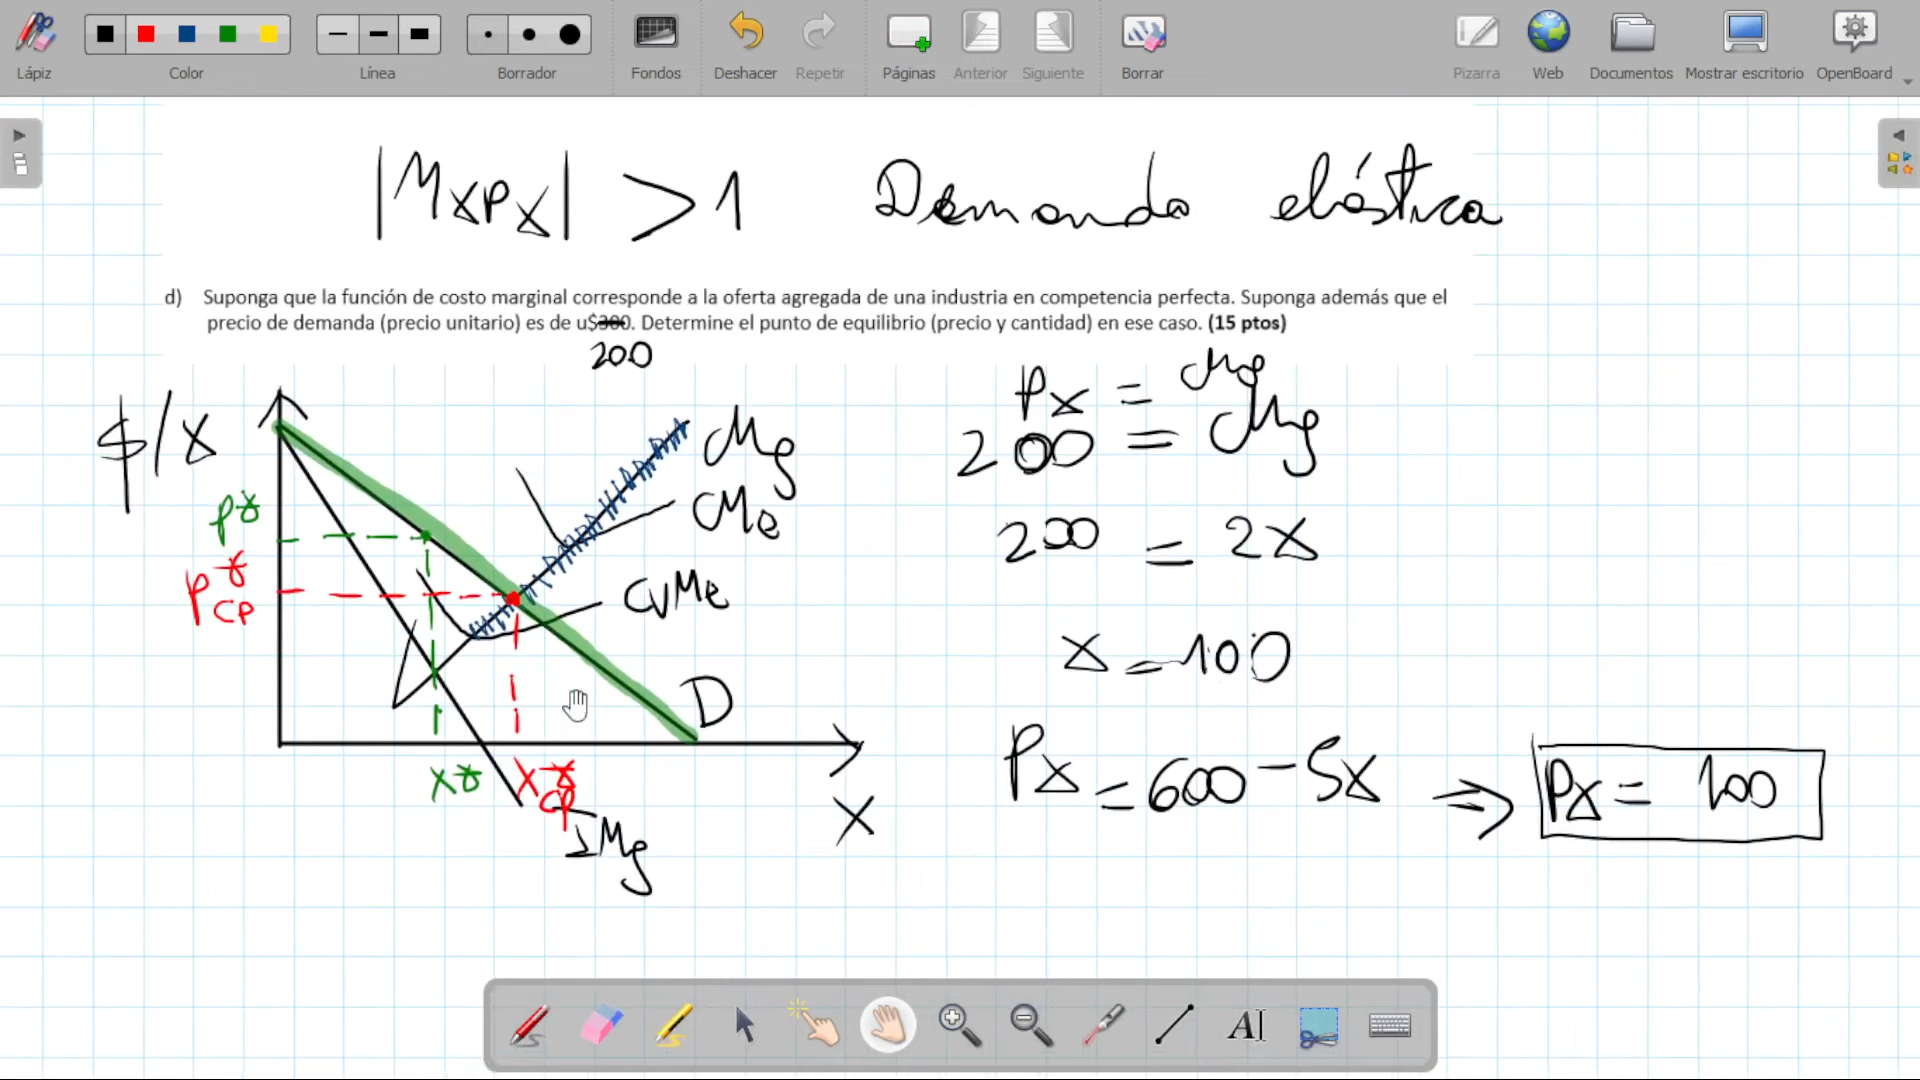 Lápiz
Color
Línea
Borrador
Fondos
Deshacer
Repetir
Páginas
Anterior
Siguiente
Borrar
Pizarra
Web
Documentos
Mostrar escritorio
OpenBoard
|MXPX| > 1 Demanda elástica
d) Suponga que la función de costo marginal corresponde a la oferta agregada de una industria en competencia perfecta. Suponga además que el
precio de demanda (precio unitario) es de u$300. Determine el punto de equilibrio (precio y cantidad) en ese caso. (15 ptos)
200
$/X
CMg
CMe
CVMe
P*
P*CP
D
X*
X*CP
IMg
X
PX = CMg
200 = CMg
200 = 2X
X = 100
PX = 600 - 5X ⇒ PX = 100
AI